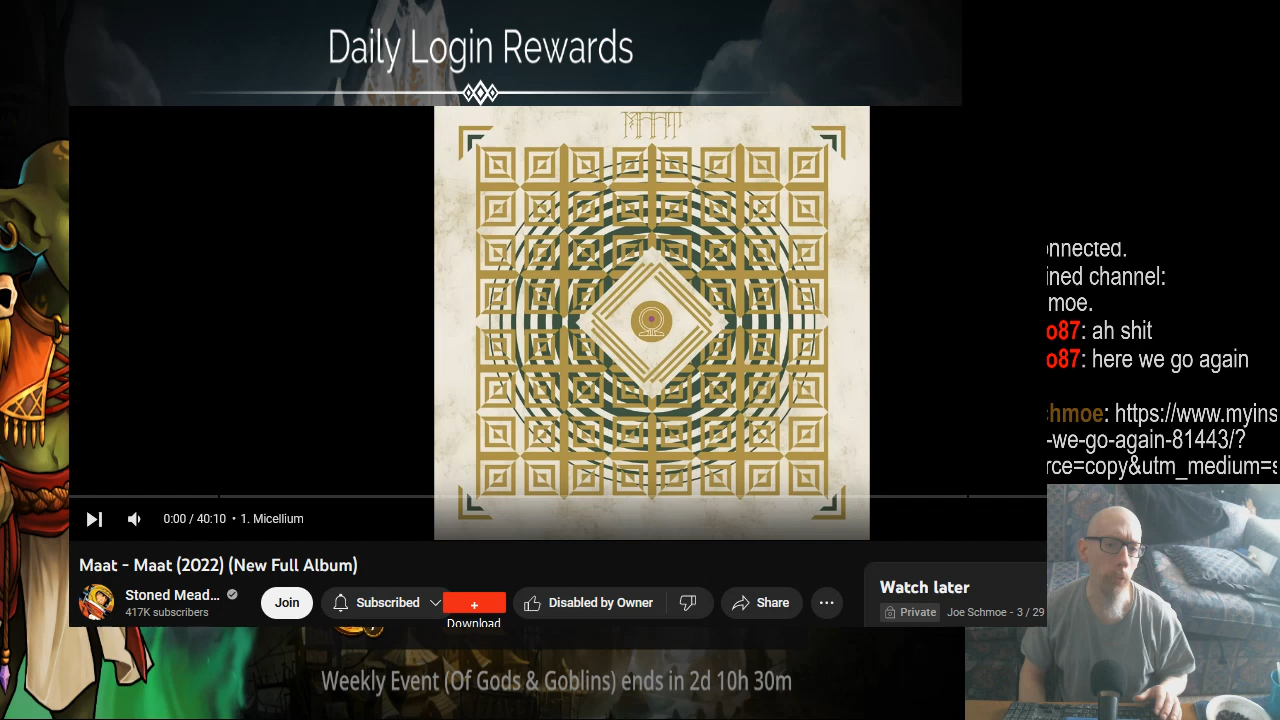 Daily Login Rewards
MAAT
onnected.
ined channel:
moe.
o87: ah shit
o87: here we go again
hmoe: https://www.myins
-we-go-again-81443/?
rce=copy&utm_medium=s
0:00 / 40:10 • 1. Micellium
Maat - Maat (2022) (New Full Album)
Stoned Mead...
417K subscribers
Join
Subscribed
+
Download
Disabled by Owner
Share
Watch later
Private
Joe Schmoe - 3 / 29
Weekly Event (Of Gods & Goblins) ends in 2d 10h 30m